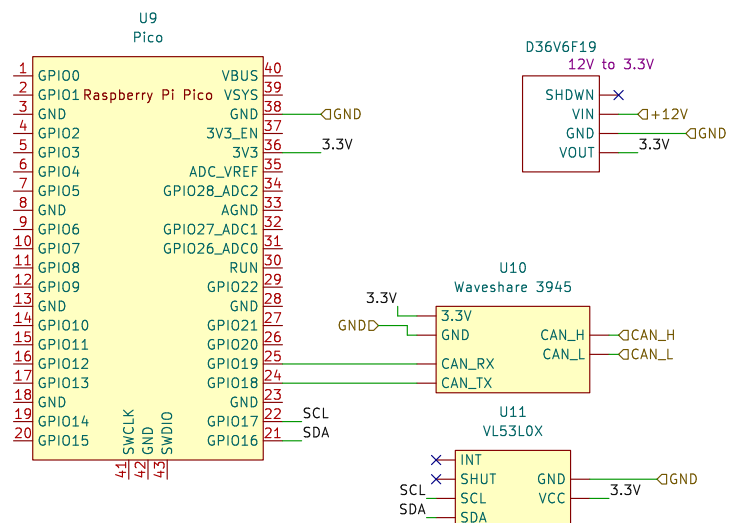 U9
Pico
Raspberry Pi Pico
1 GPIO0 VBUS 40
2 GPIO1 VSYS 39
3 GND GND 38 GND
4 GPIO2 3V3_EN 37
5 GPIO3 3V3 36 3.3V
6 GPIO4 ADC_VREF 35
7 GPIO5 GPIO28_ADC2 34
8 GND AGND 33
9 GPIO6 GPIO27_ADC1 32
10 GPIO7 GPIO26_ADC0 31
11 GPIO8 RUN 30
12 GPIO9 GPIO22 29
13 GND GND 28
14 GPIO10 GPIO21 27
15 GPIO11 GPIO20 26
16 GPIO12 GPIO19 25
17 GPIO13 GPIO18 24
18 GND GND 23
19 GPIO14 GPIO17 22 SCL
20 GPIO15 GPIO16 21 SDA
SWCLK 41
GND 42
SWDIO 43
D36V6F19
12V to 3.3V
SHDWN
VIN +12V
GND GND
VOUT 3.3V
U10
Waveshare 3945
3.3V 3.3V
GND GND CAN_H CAN_H
CAN_L CAN_L
CAN_RX
CAN_TX
U11
VL53L0X
INT
SHUT GND GND
SCL SCL VCC 3.3V
SDA SDA